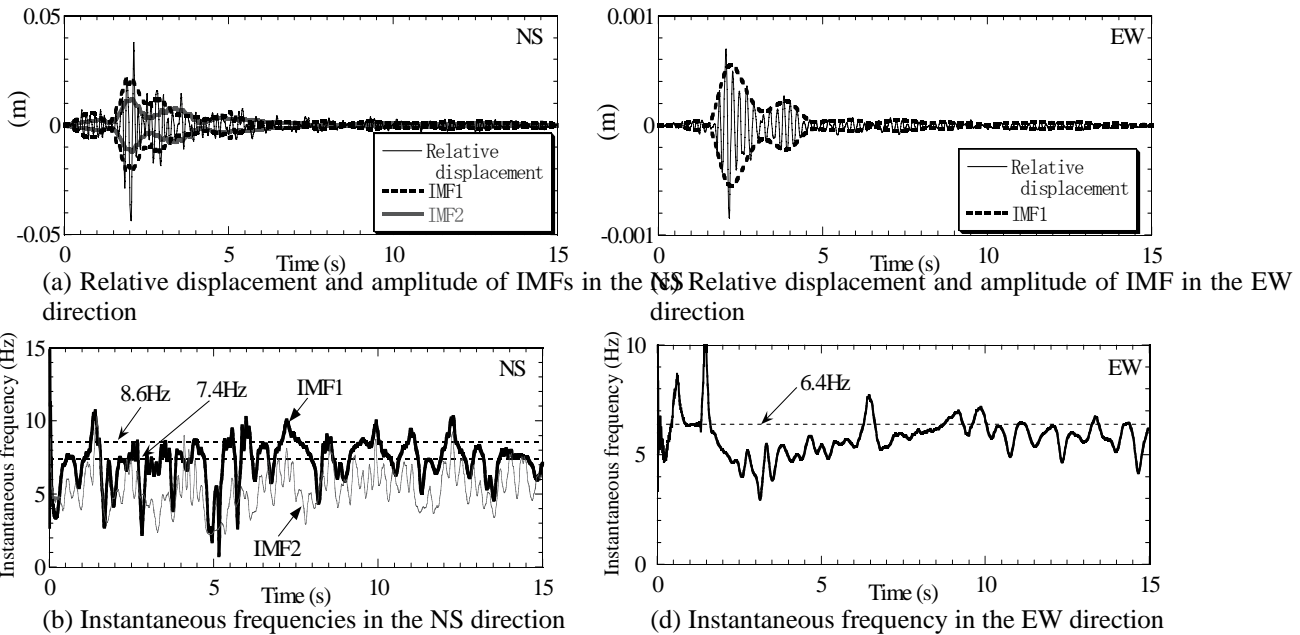 0.05
NS
(m)
0
Relative
displacement
IMF1
IMF2
-0.05
0 5 10 15
Time (s)
(a) Relative displacement and amplitude of IMFs in the NS
direction
0.001
EW
(m)
0
Relative
displacement
IMF1
-0.001
0 5 10 15
Time (s)
(c) Relative displacement and amplitude of IMF in the EW
direction
Instantaneous frequency (Hz)
15
NS
8.6Hz
7.4Hz
IMF1
10
5
IMF2
0
0 5 10 15
Time (s)
(b) Instantaneous frequencies in the NS direction
Instantaneous frequency (Hz)
10
EW
6.4Hz
5
0
0 5 10 15
Time (s)
(d) Instantaneous frequency in the EW direction